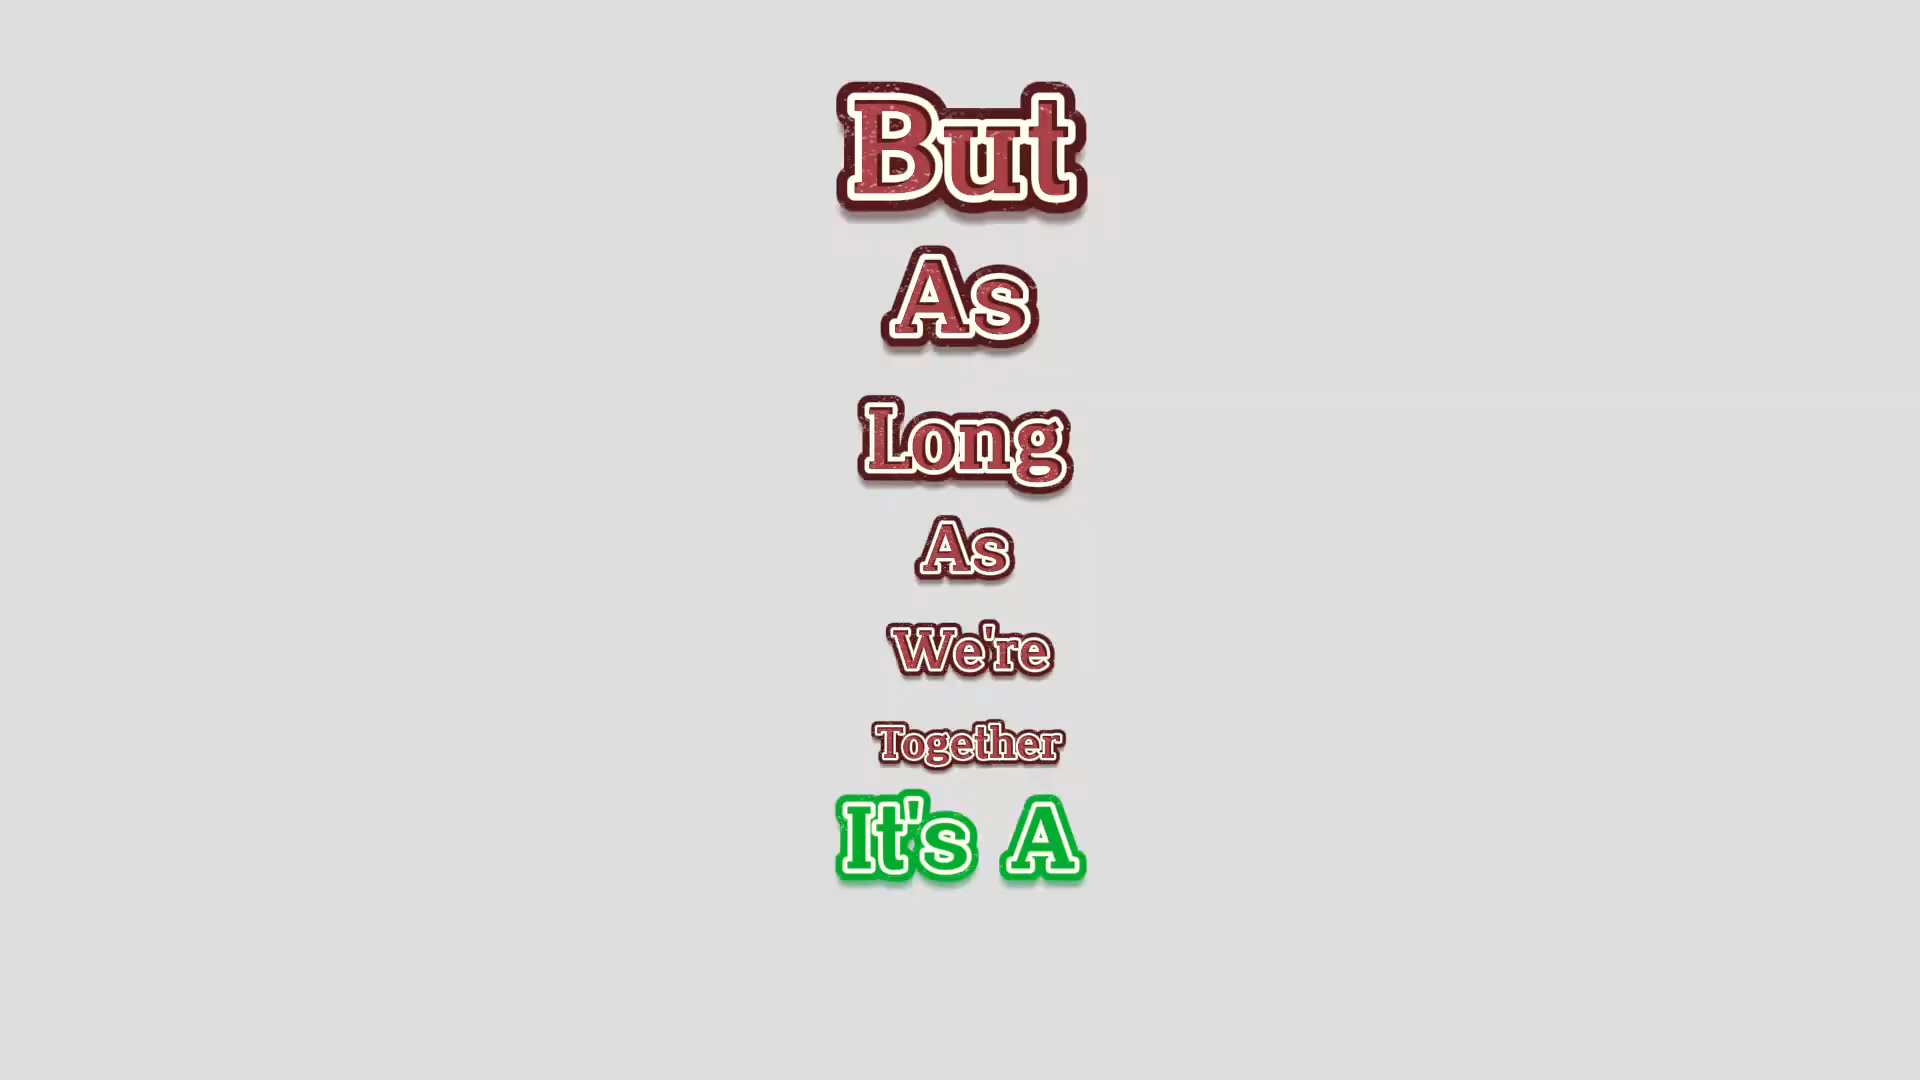 But
As
Long
As
We're
Together
It's A